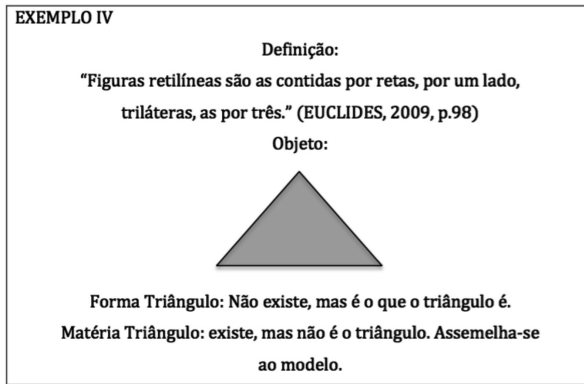 EXEMPLO IV
Definição:
“Figuras retilíneas são as contidas por retas, por um lado,
triláteras, as por três.” (EUCLIDES, 2009, p.98)
Objeto:
Forma Triângulo: Não existe, mas é o que o triângulo é.
Matéria Triângulo: existe, mas não é o triângulo. Assemelha-se
ao modelo.